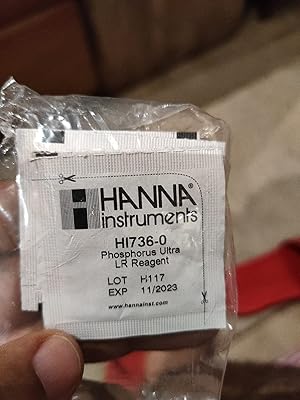 HANNA
instruments
HI736-0
Phosphorus Ultra
LR Reagent
LOT H117
EXP 11/2023
www.hannainst.com